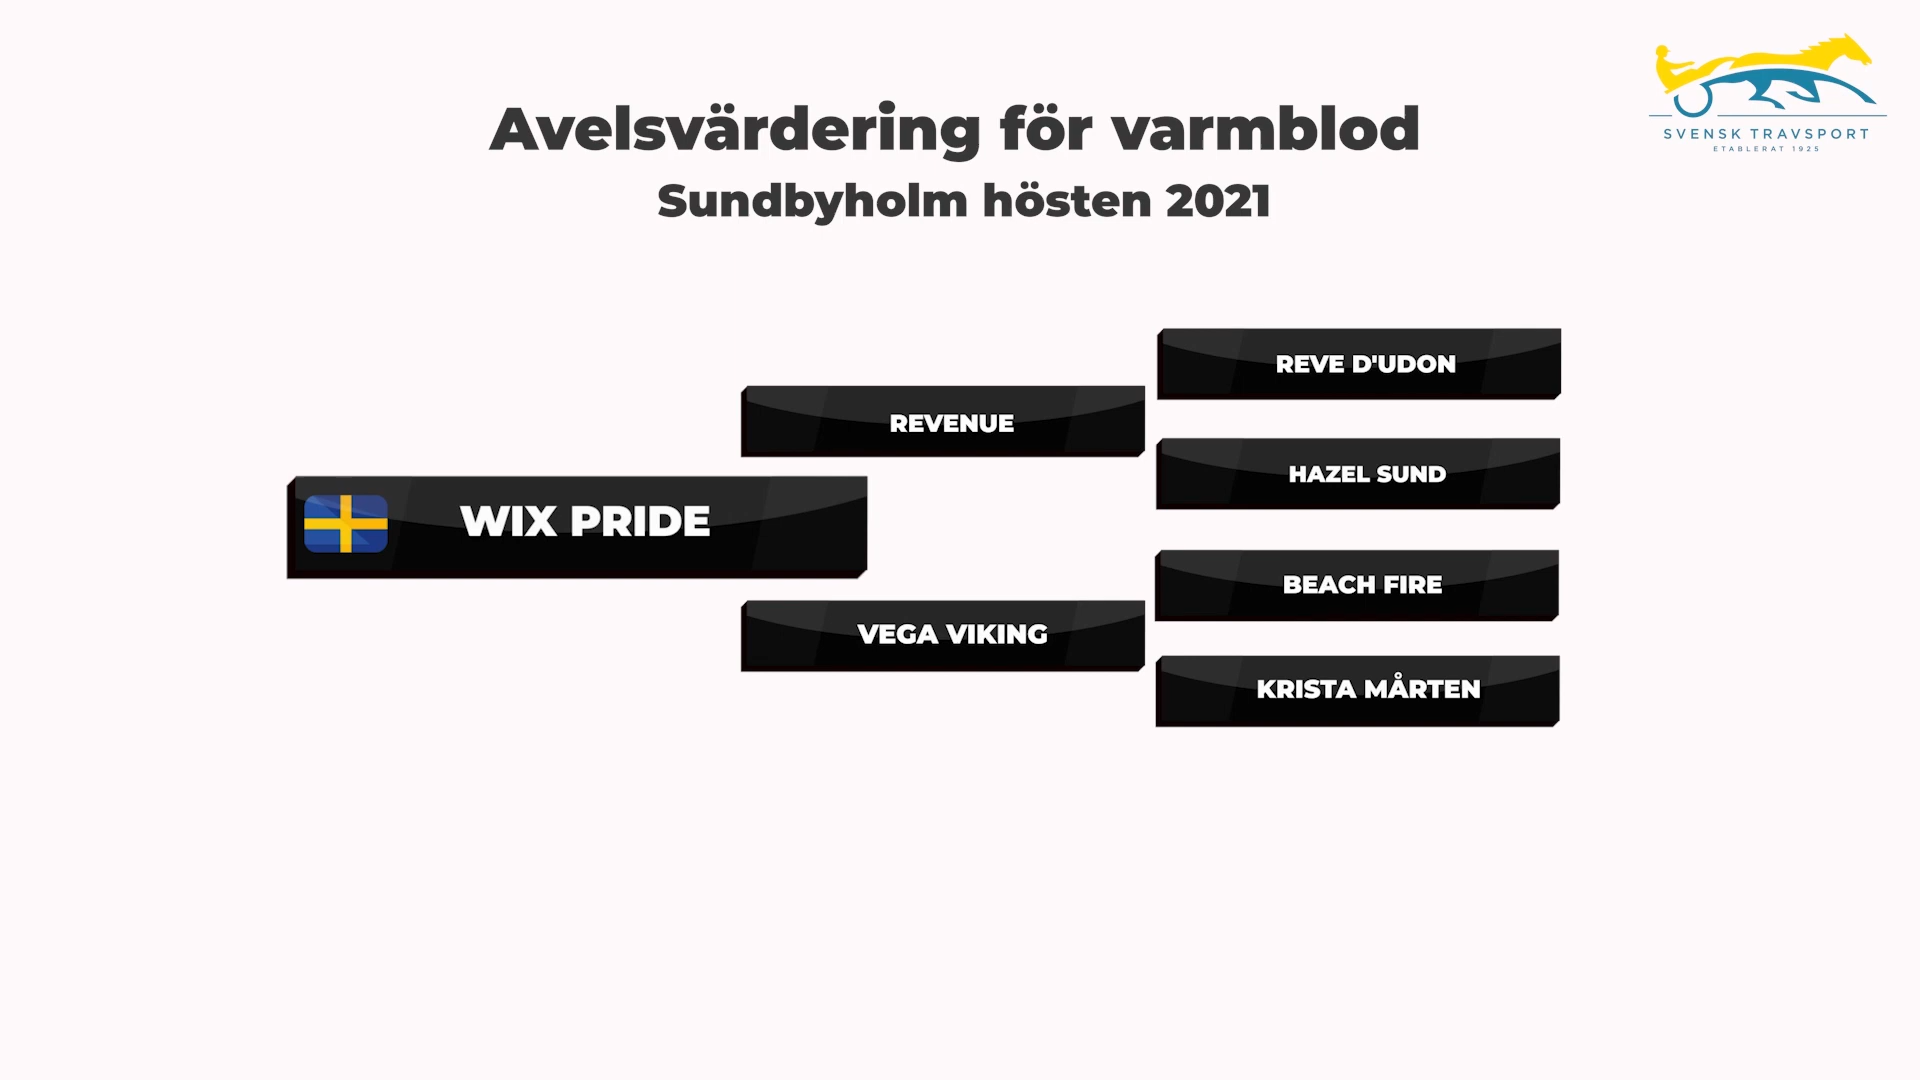 Avelsvärdering för varmblod
Sundbyholm hösten 2021
SVENSK TRAVSPORT
ETABLERAT 1925
REVE D'UDON
REVENUE
HAZEL SUND
WIX PRIDE
BEACH FIRE
VEGA VIKING
KRISTA MÅRTEN